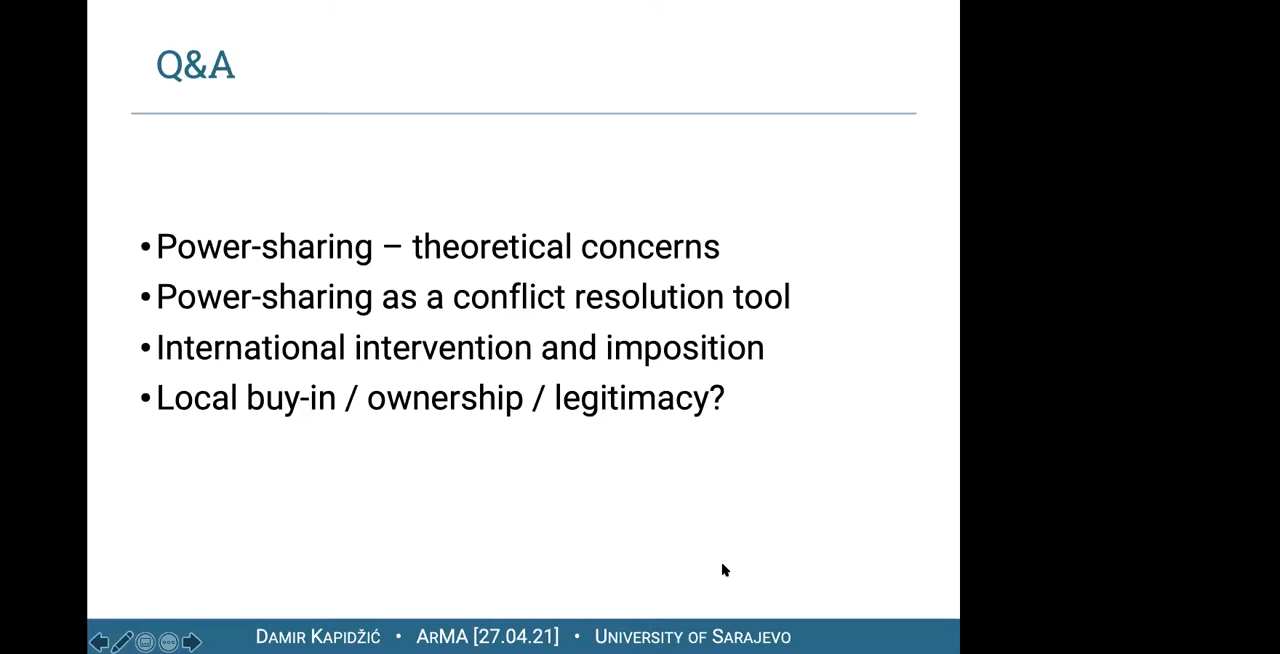 Q&A
•Power-sharing – theoretical concerns
•Power-sharing as a conflict resolution tool
•International intervention and imposition
•Local buy-in / ownership / legitimacy?
DAMIR KAPIDŽIĆ • ARMA [27.04.21] • UNIVERSITY OF SARAJEVO